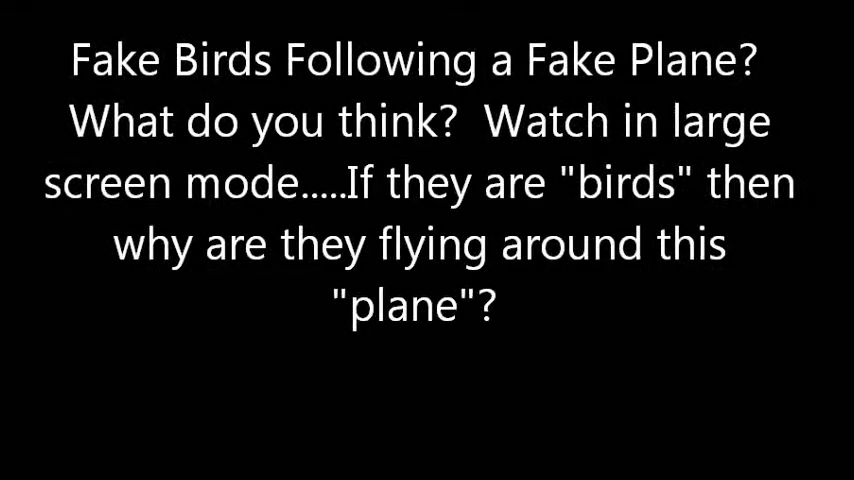 Fake Birds Following a Fake Plane?
What do you think?  Watch in large
screen mode.....If they are "birds" then
why are they flying around this
"plane"?